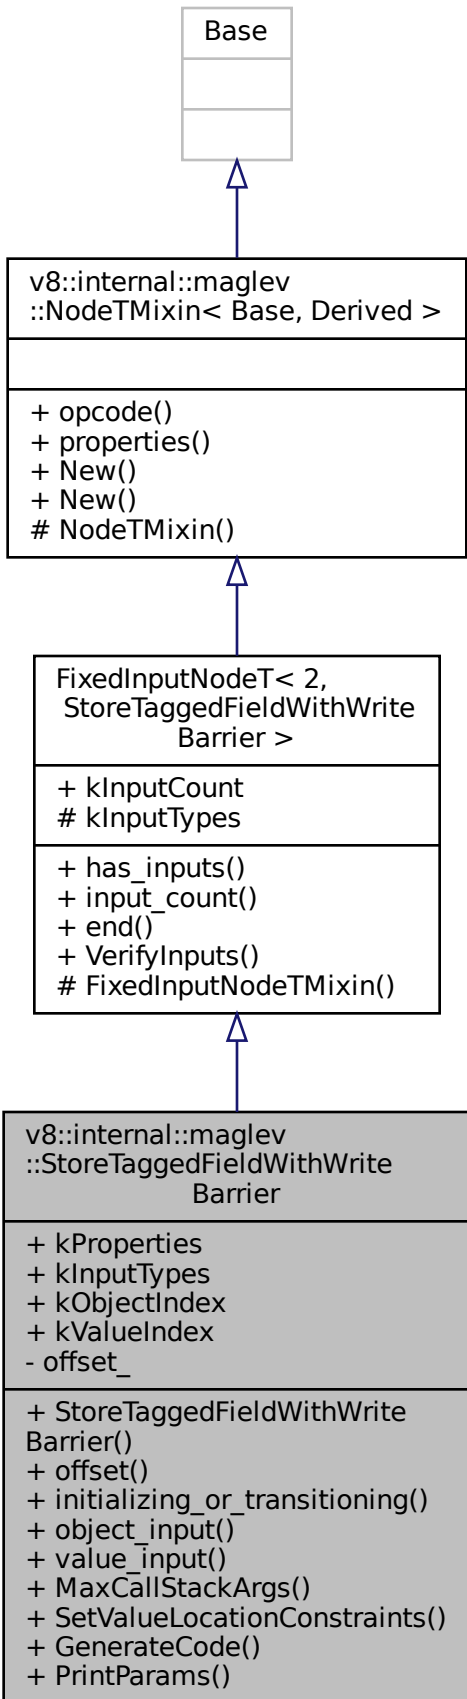 Base
v8::internal::maglev
::NodeTMixin< Base, Derived >
+ opcode()
+ properties()
+ New()
+ New()
# NodeTMixin()
FixedInputNodeT< 2,
StoreTaggedFieldWithWrite
Barrier >
+ kInputCount
# kInputTypes
+ has_inputs()
+ input_count()
+ end()
+ VerifyInputs()
# FixedInputNodeTMixin()
v8::internal::maglev
::StoreTaggedFieldWithWrite
Barrier
+ kProperties
+ kInputTypes
+ kObjectIndex
+ kValueIndex
- offset_
+ StoreTaggedFieldWithWrite
Barrier()
+ offset()
+ initializing_or_transitioning()
+ object_input()
+ value_input()
+ MaxCallStackArgs()
+ SetValueLocationConstraints()
+ GenerateCode()
+ PrintParams()